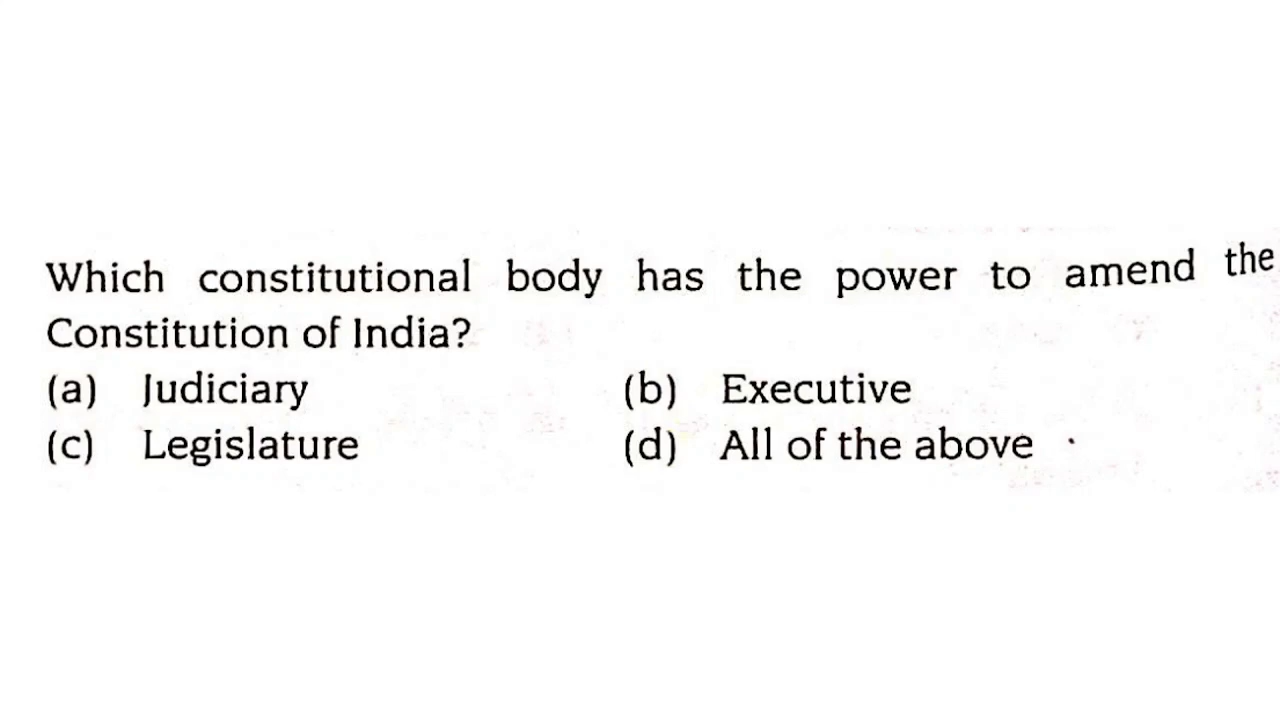 Which constitutional body has the power to amend the
Constitution of India?
(a) Judiciary (b) Executive
(c) Legislature (d) All of the above